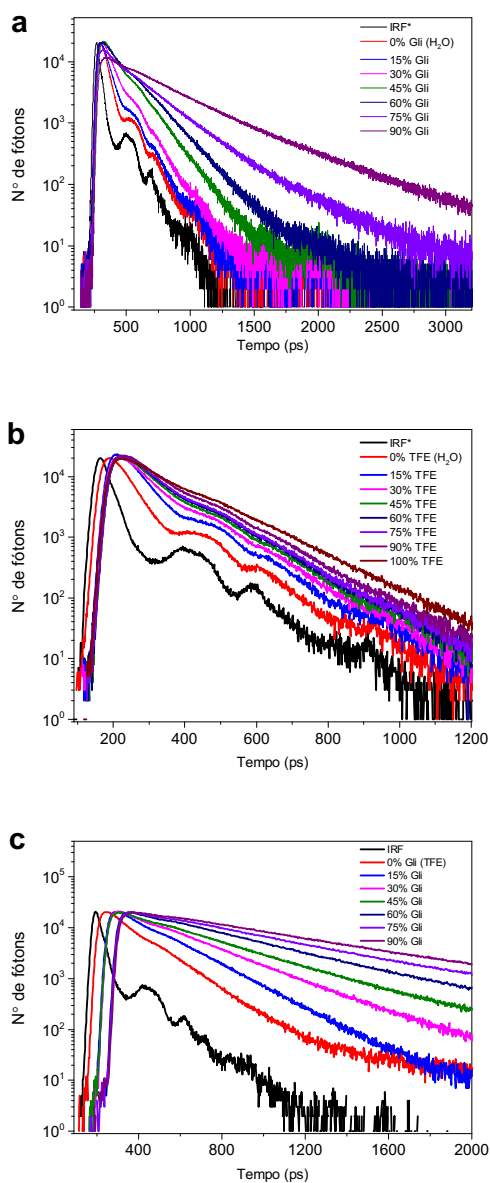 a
IRF*
0% Gli (H₂O)
15% Gli
30% Gli
45% Gli
60% Gli
75% Gli
90% Gli
N° de fótons
10⁴
10³
10²
10¹
10⁰
500 1000 1500 2000 2500 3000
Tempo (ps)
b
IRF*
0% TFE (H₂O)
15% TFE
30% TFE
45% TFE
60% TFE
75% TFE
90% TFE
100% TFE
N° de fótons
10⁴
10³
10²
10¹
10⁰
200 400 600 800 1000 1200
Tempo (ps)
c
IRF
0% Gli (TFE)
15% Gli
30% Gli
45% Gli
60% Gli
75% Gli
90% Gli
N° de fótons
10⁵
10⁴
10³
10²
10¹
10⁰
400 800 1200 1600 2000
Tempo (ps)